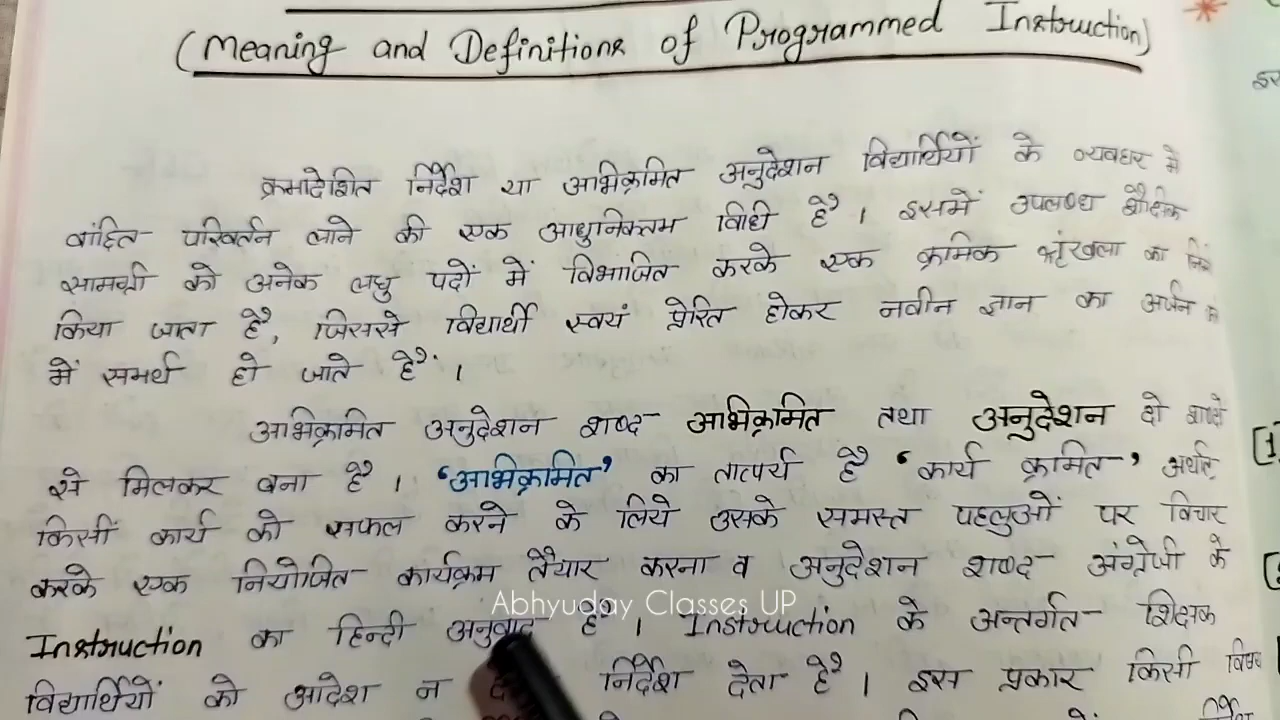 (Meaning and Definitions of Programmed Instruction)
क्रमादेशित निर्देश या अभिक्रमित अनुदेशन विद्यार्थियों के व्यवहार में
वांछित परिवर्तन लाने की एक आधुनिकतम विधी है । इसमें उपलब्ध शैक्षिक
सामग्री को अनेक लघु पदों में विभाजित करके एक क्रमिक श्रृंखला का
किया जाता है, जिससे विद्यार्थी स्वयं प्रेरित होकर नवीन ज्ञान का अर्जन
में समर्थ हो जाते है ।
अभिक्रमित अनुदेशन शब्द अभिक्रमित तथा अनुदेशन दो शब्दों
से मिलकर बना है । 'अभिक्रमित' का तात्पर्य है 'कार्य क्रमित' अर्थात्
किसी कार्य को सफल करने के लिये उसके समस्त पहलुओं पर विचार
करके एक नियोजित कार्यक्रम तैयार करना व अनुदेशन शब्द अंग्रेजी के
Instruction का हिन्दी अनुवाद है । Instruction के अन्तर्गत शिक्षक
विद्यार्थियों को आदेश न निर्देश देता है । इस प्रकार किसी विषय
Abhyuday Classes UP
इस
[1